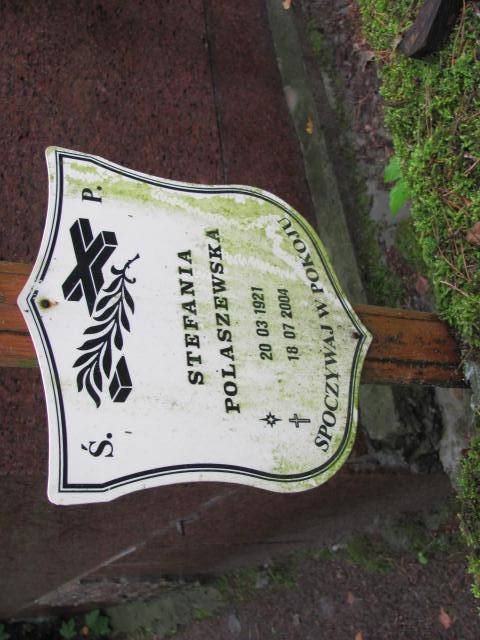 Ś. P.
STEFANIA
POLASZEWSKA
20 03 1921
18 07 2004
SPOCZYWAJ W POKOJU